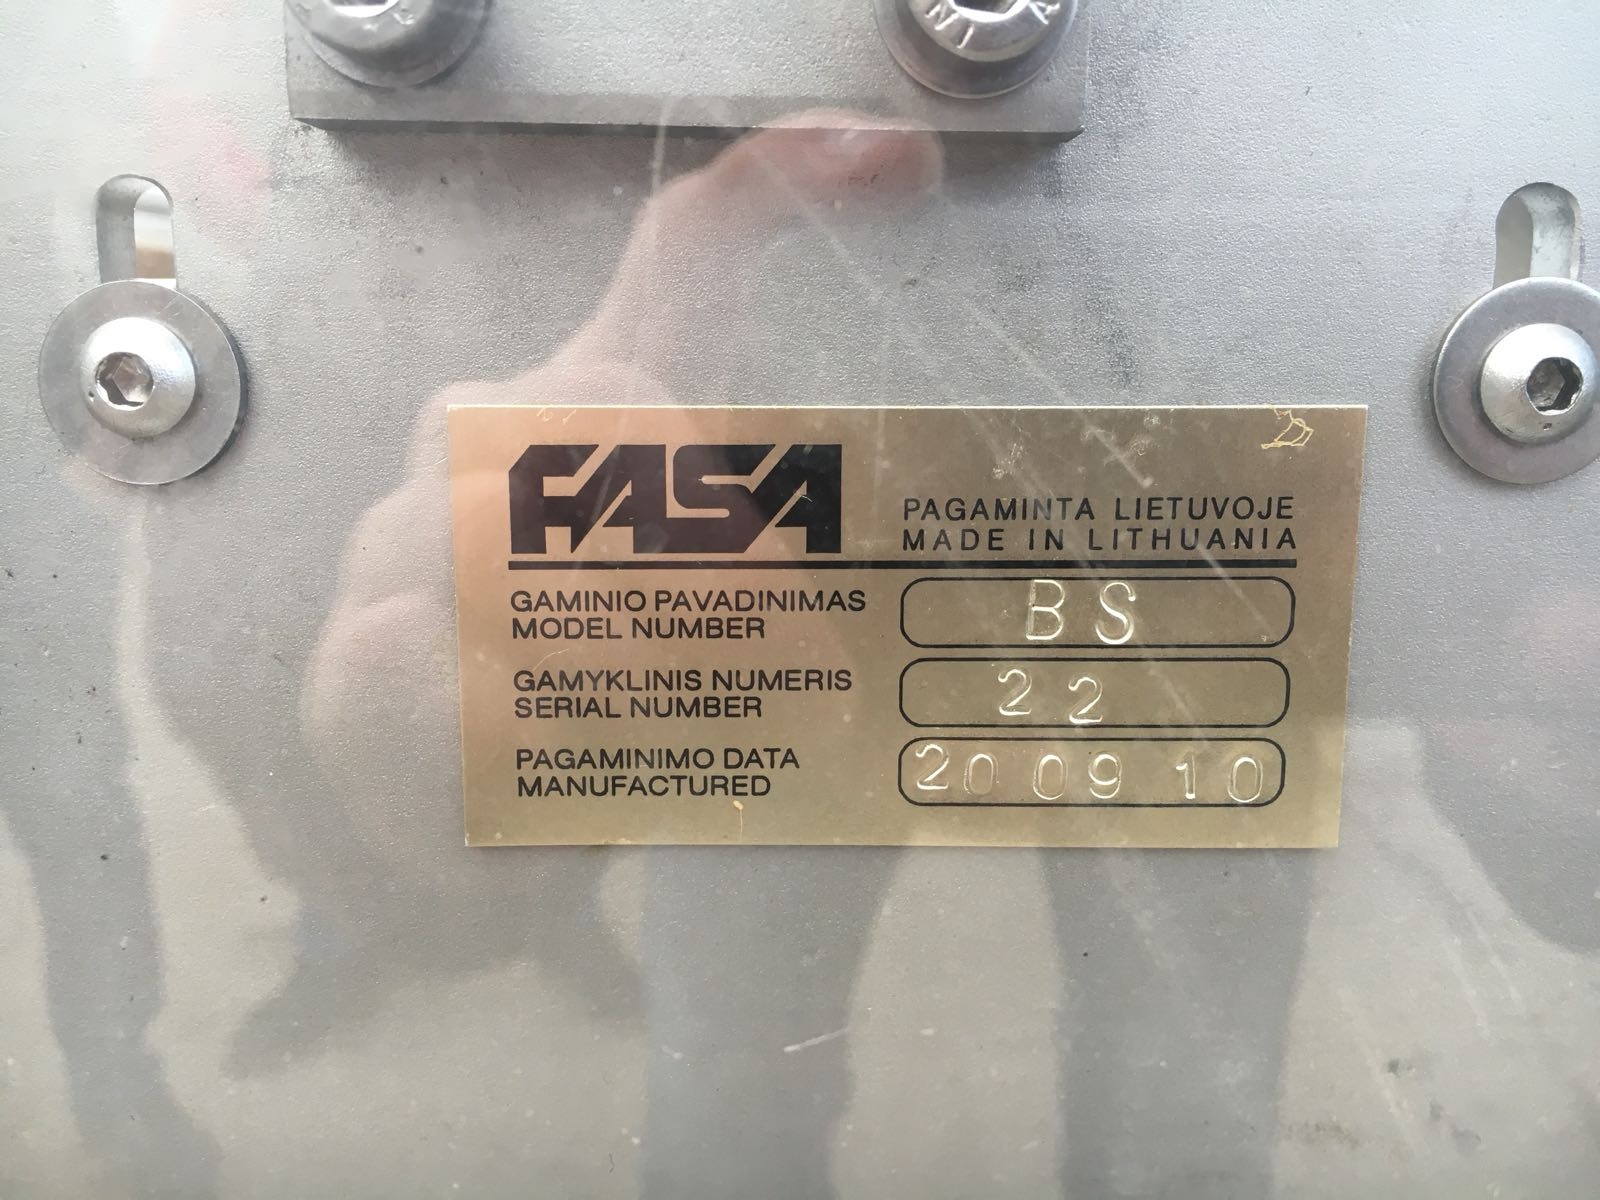 FASA
PAGAMINTA LIETUVOJE
MADE IN LITHUANIA
GAMINIO PAVADINIMAS
MODEL NUMBER
BS
GAMYKLINIS NUMERIS
SERIAL NUMBER
22
PAGAMINIMO DATA
MANUFACTURED
20 09 10